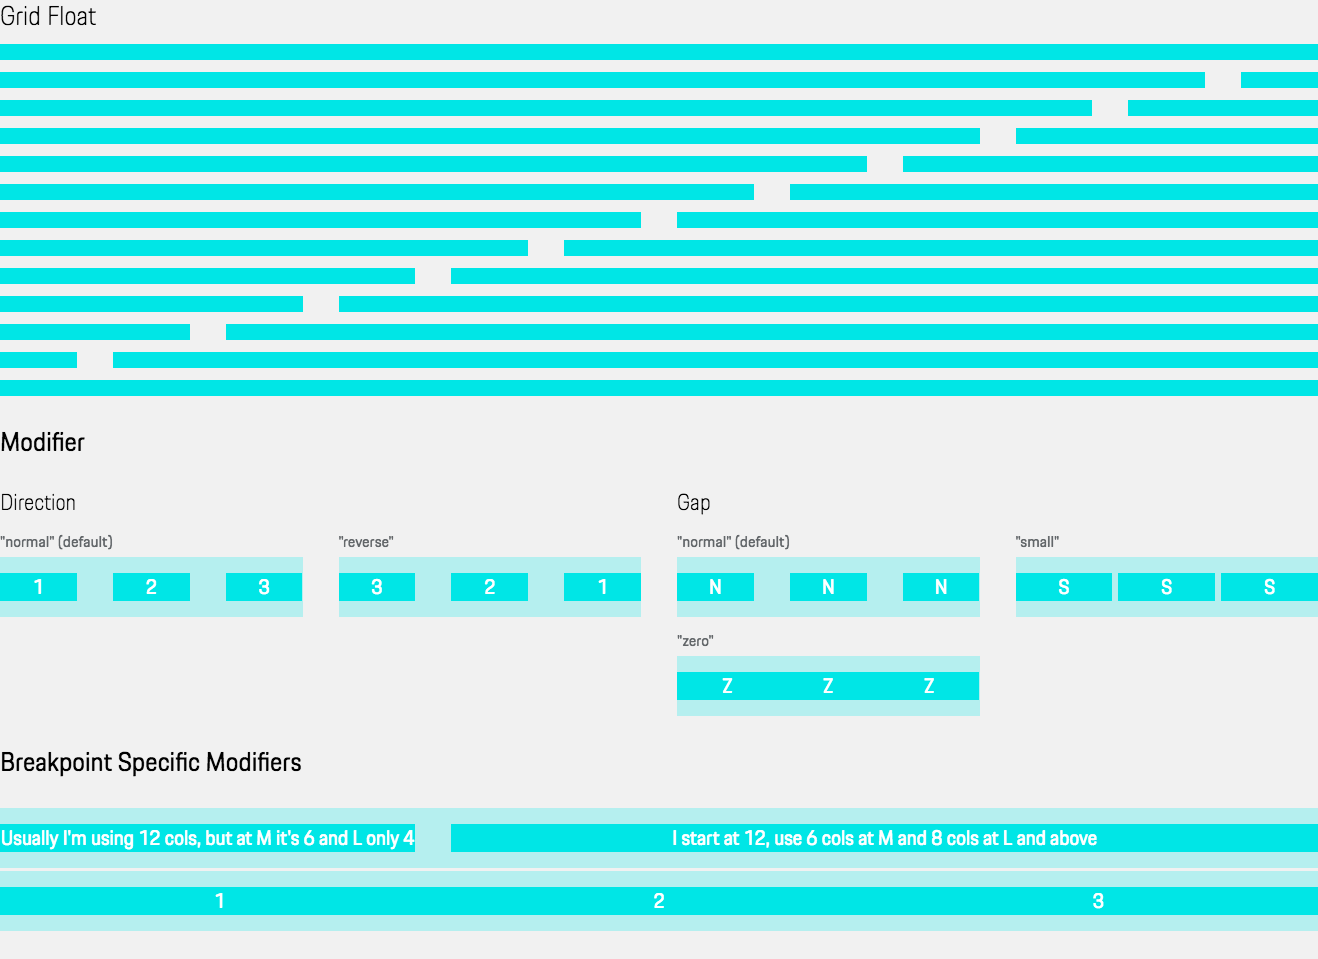 Grid Float
Modifier
Direction
Gap
"normal" (default)
"reverse"
"normal" (default)
"small"
1 2 3
3 2 1
N N N
S S S
"zero"
Z Z Z
Breakpoint Specific Modifiers
Usually I'm using 12 cols, but at M it's 6 and L only 4
I start at 12, use 6 cols at M and 8 cols at L and above
1 2 3